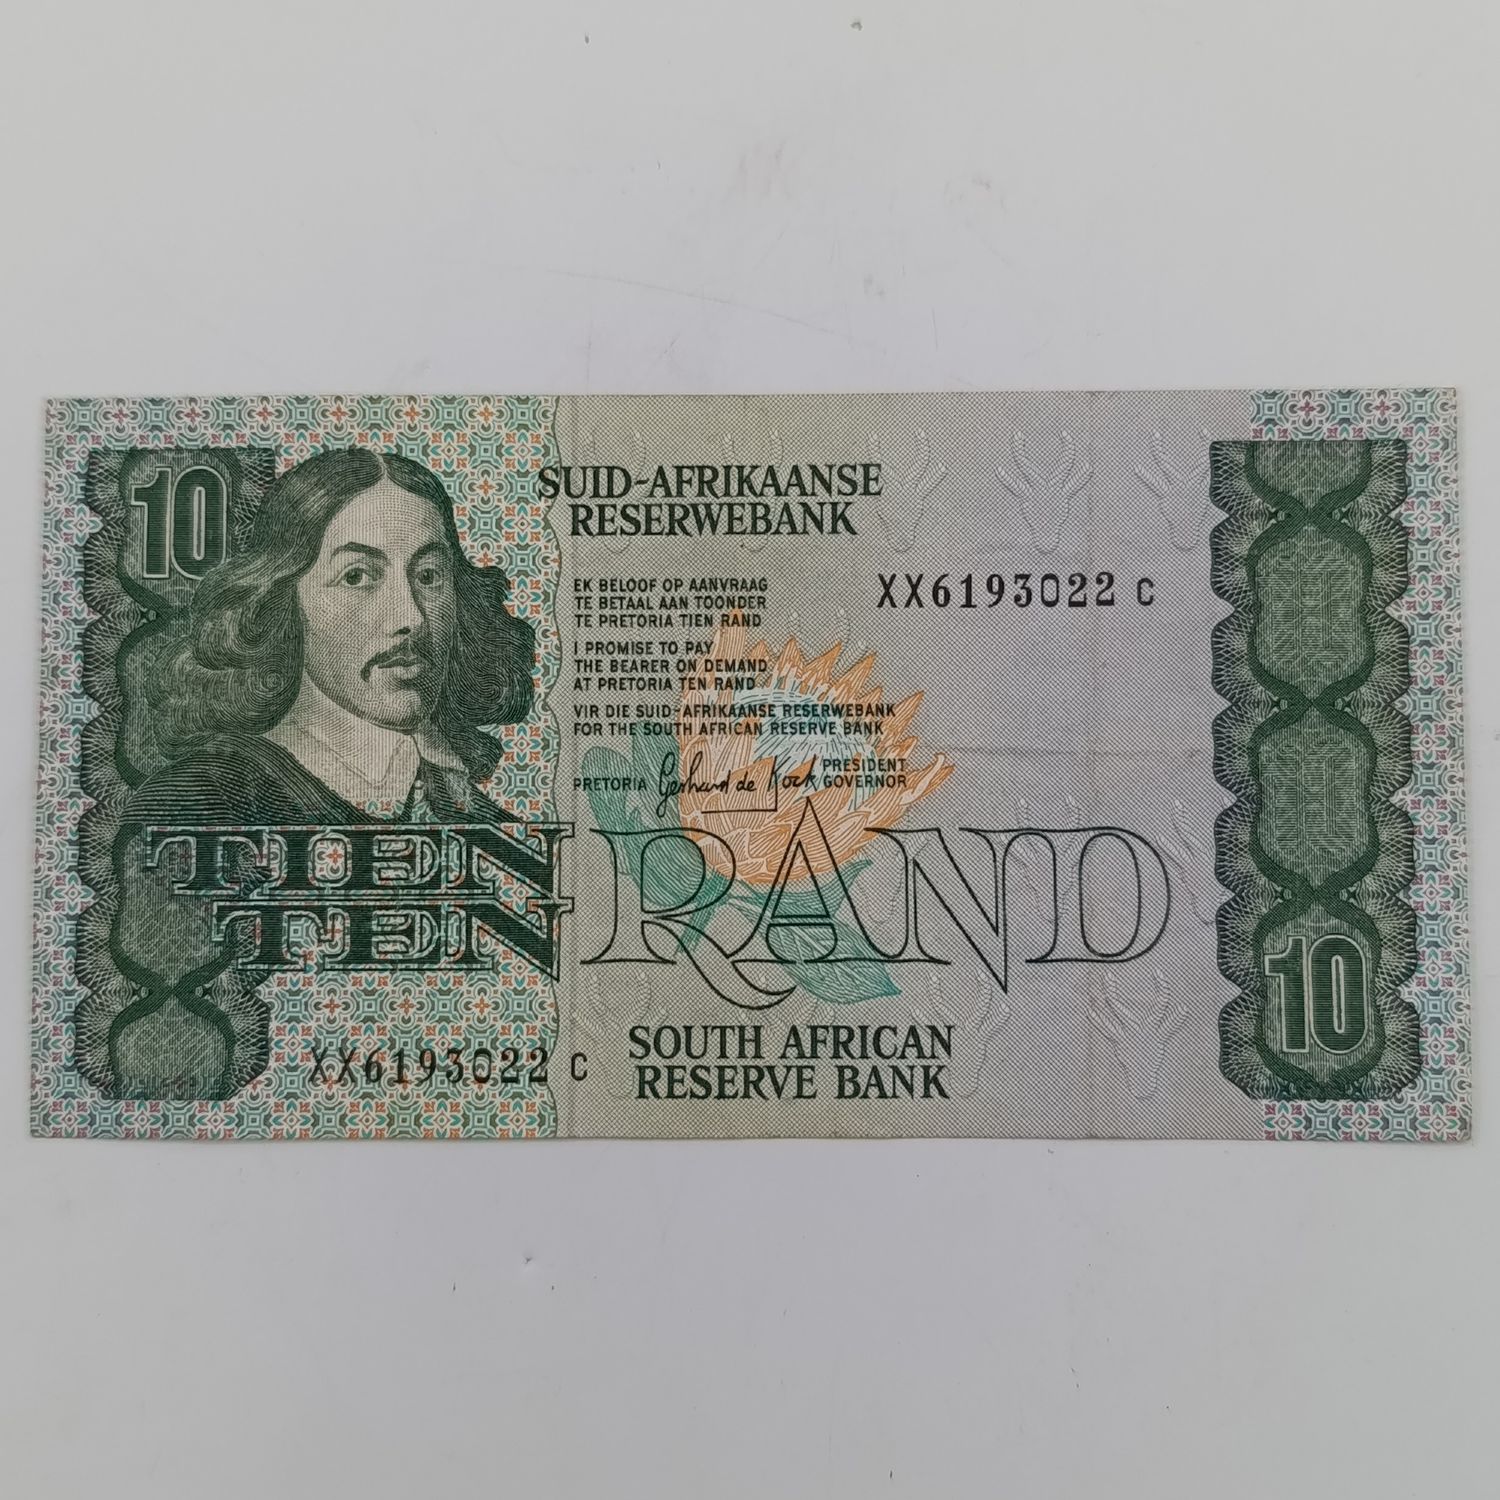 10
SUID-AFRIKAANSE
RESERWEBANK
EK BELOOF OP AANVRAAG
TE BETAAL AAN TOONDER
TE PRETORIA TIEN RAND
I PROMISE TO PAY
THE BEARER ON DEMAND
AT PRETORIA TEN RAND
VIR DIE SUID-AFRIKAANSE RESERWEBANK
FOR THE SOUTH AFRICAN RESERVE BANK
PRETORIA Gerhard de Kock PRESIDENT
GOVERNOR
XX6193022 C
TIEN
TEN
RAND
10
XX6193022 C
SOUTH AFRICAN
RESERVE BANK